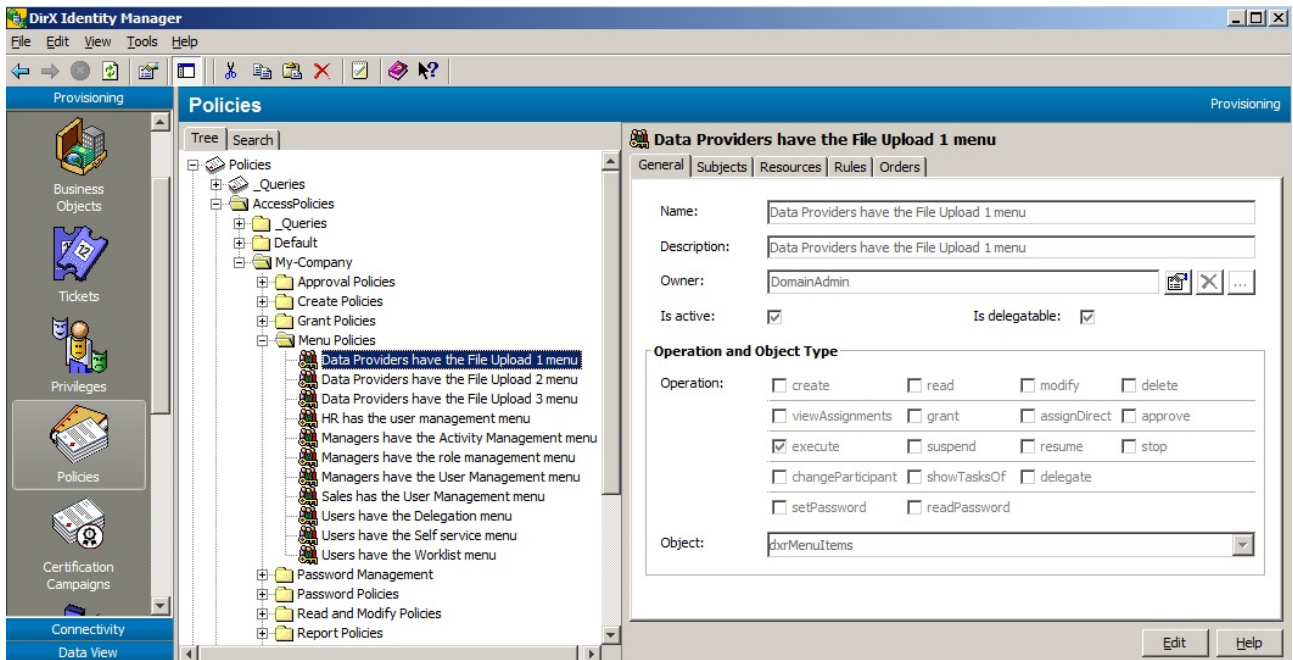 DirX Identity Manager
File Edit View Tools Help
Provisioning
Business
Objects
Tickets
Privileges
Policies
Certification
Campaigns
Connectivity
Data View
Policies
Provisioning
Tree Search
Policies
_Queries
AccessPolicies
_Queries
Default
My-Company
Approval Policies
Create Policies
Grant Policies
Menu Policies
Data Providers have the File Upload 1 menu
Data Providers have the File Upload 2 menu
Data Providers have the File Upload 3 menu
HR has the user management menu
Managers have the Activity Management menu
Managers have the role management menu
Managers have the User Management menu
Sales has the User Management menu
Users have the Delegation menu
Users have the Self service menu
Users have the Worklist menu
Password Management
Password Policies
Read and Modify Policies
Report Policies
Data Providers have the File Upload 1 menu
General Subjects Resources Rules Orders
Name: Data Providers have the File Upload 1 menu
Description: Data Providers have the File Upload 1 menu
Owner: DomainAdmin ...
Is active: Is delegatable:
Operation and Object Type
Operation: create read modify delete
viewAssignments grant assignDirect approve
execute suspend resume stop
changeParticipant showTasksOf delegate
setPassword readPassword
Object: dxrMenuItems
Edit Help